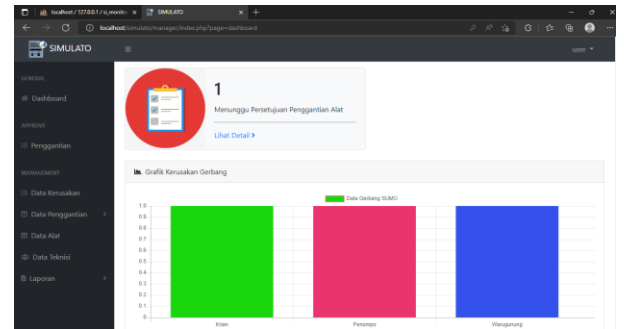 localhost / 127.0.0.1 / si_monito
SIMULATO
localhost/simulato/manager/index.php?page=dashboard
SIMULATO
user
GENERAL
Dashboard
APPROVE
Penggantian
MANAGEMENT
Data Kerusakan
Data Penggantian
Data Alat
Data Teknisi
Laporan
1
Menunggu Persetujuan Penggantian Alat
Lihat Detail
Grafik Kerusakan Gerbang
Data Gerbang SUMO
1.0
0.9
0.8
0.7
0.6
0.5
0.4
0.3
0.2
0.1
0
Krian
Penompo
Warugunung